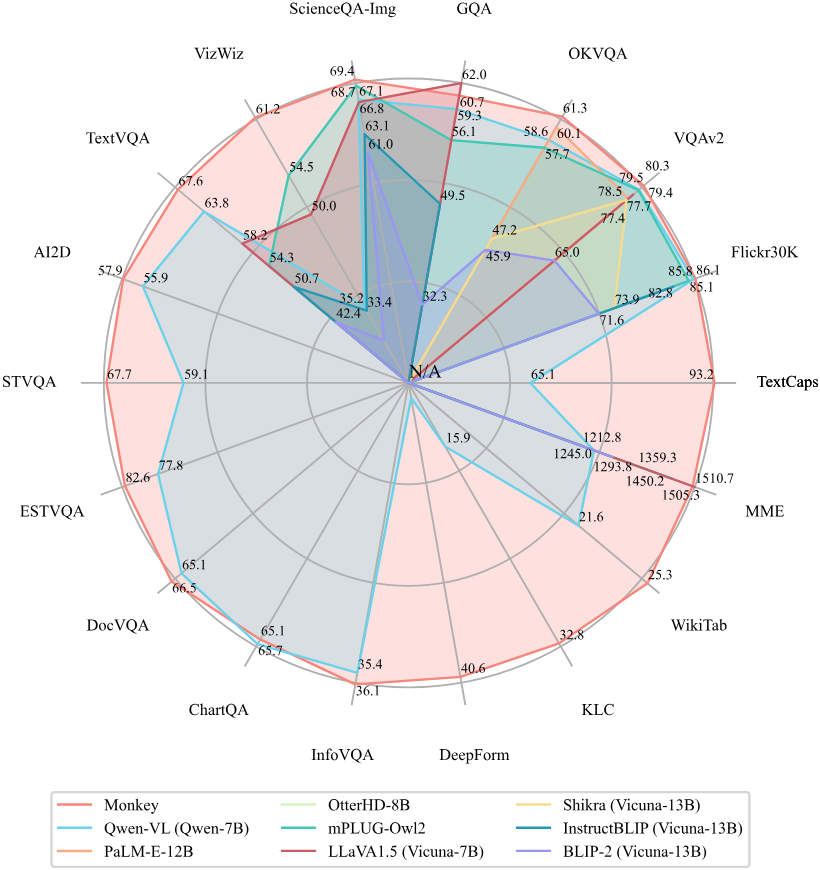 ScienceQA-Img GQA
VizWiz OKVQA
69.4 62.0
68.7 67.1 60.7
61.2 66.8 59.3 61.3
TextVQA 63.1 56.1 58.6 60.1 VQAv2
61.0 57.7
54.5 79.5 80.3
67.6 78.5 79.4
63.8 50.0 49.5 77.7
77.4
58.2 47.2
AI2D 54.3 45.9 65.0 Flickr30K
57.9 55.9 50.7 85.8 86.1
35.2 33.4 32.3 73.9 82.8 85.1
42.4 71.6
N/A
STVQA 67.7 59.1 65.1 93.2 TextCaps
15.9 1212.8
1245.0 1359.3
77.8 1293.8 1510.7
82.6 1450.2
1505.3
ESTVQA MME
21.6
65.1 25.3
66.5
DocVQA WikiTab
65.1 32.8
65.7
35.4 40.6
36.1
ChartQA KLC
InfoVQA DeepForm
Monkey OtterHD-8B Shikra (Vicuna-13B)
Qwen-VL (Qwen-7B) mPLUG-Owl2 InstructBLIP (Vicuna-13B)
PaLM-E-12B LLaVA1.5 (Vicuna-7B) BLIP-2 (Vicuna-13B)